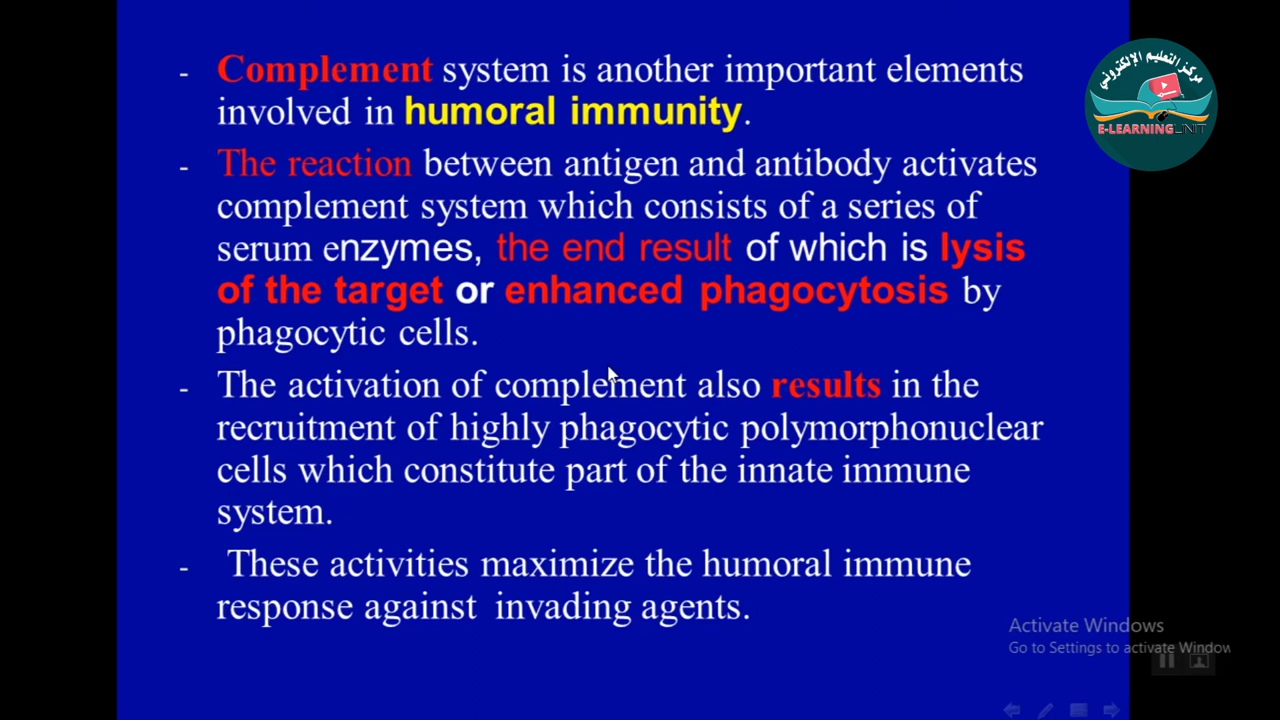 - Complement system is another important elements
involved in humoral immunity.
- The reaction between antigen and antibody activates
complement system which consists of a series of
serum enzymes, the end result of which is lysis
of the target or enhanced phagocytosis by
phagocytic cells.
- The activation of complement also results in the
recruitment of highly phagocytic polymorphonuclear
cells which constitute part of the innate immune
system.
- These activities maximize the humoral immune
response against invading agents.
مركز التعليم الإلكتروني
E-LEARNING UNIT
Activate Windows
Go to Settings to activate Window